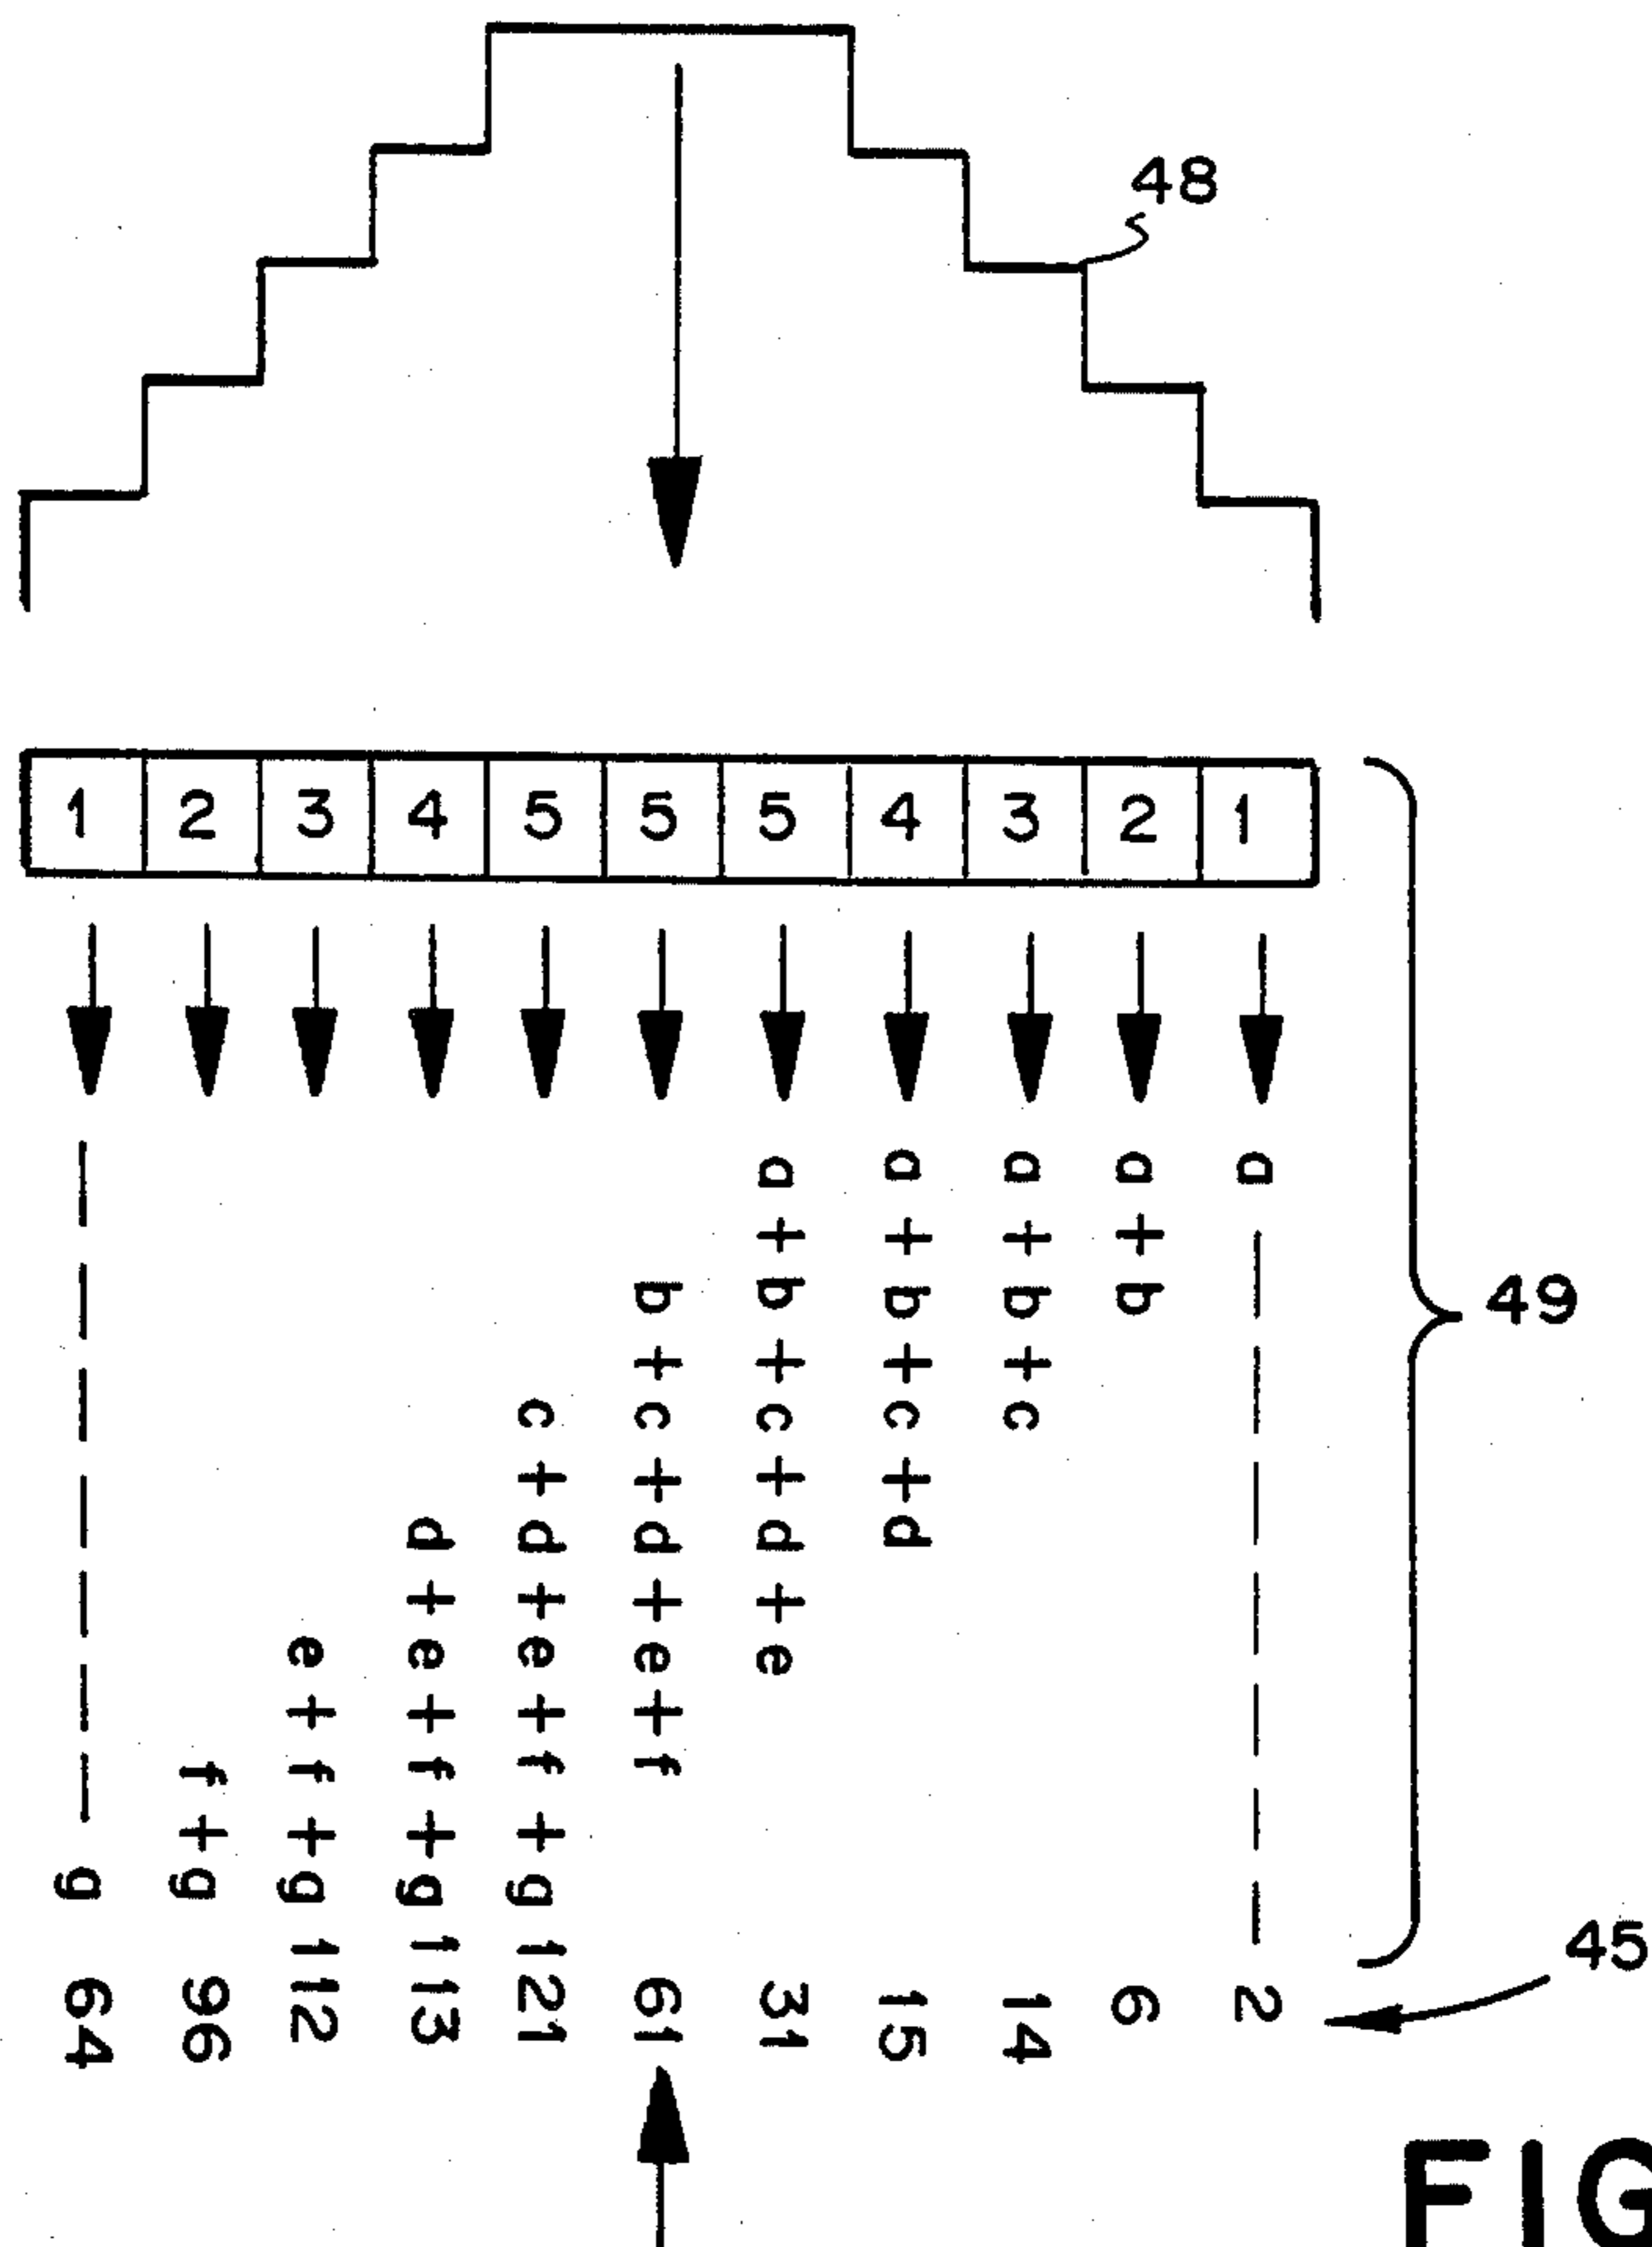 48
1 2 3 4 5 5 5 4 3 2 1
49
a 2
a+b 6
a+b+c 14
a+b+c+d 15
a+b+c+d+e 31
b+c+d+e+f 61
c+d+e+f+g 121
d+e+f+g 113
e+f+g 112
f+g 96
g 64
45
FIG